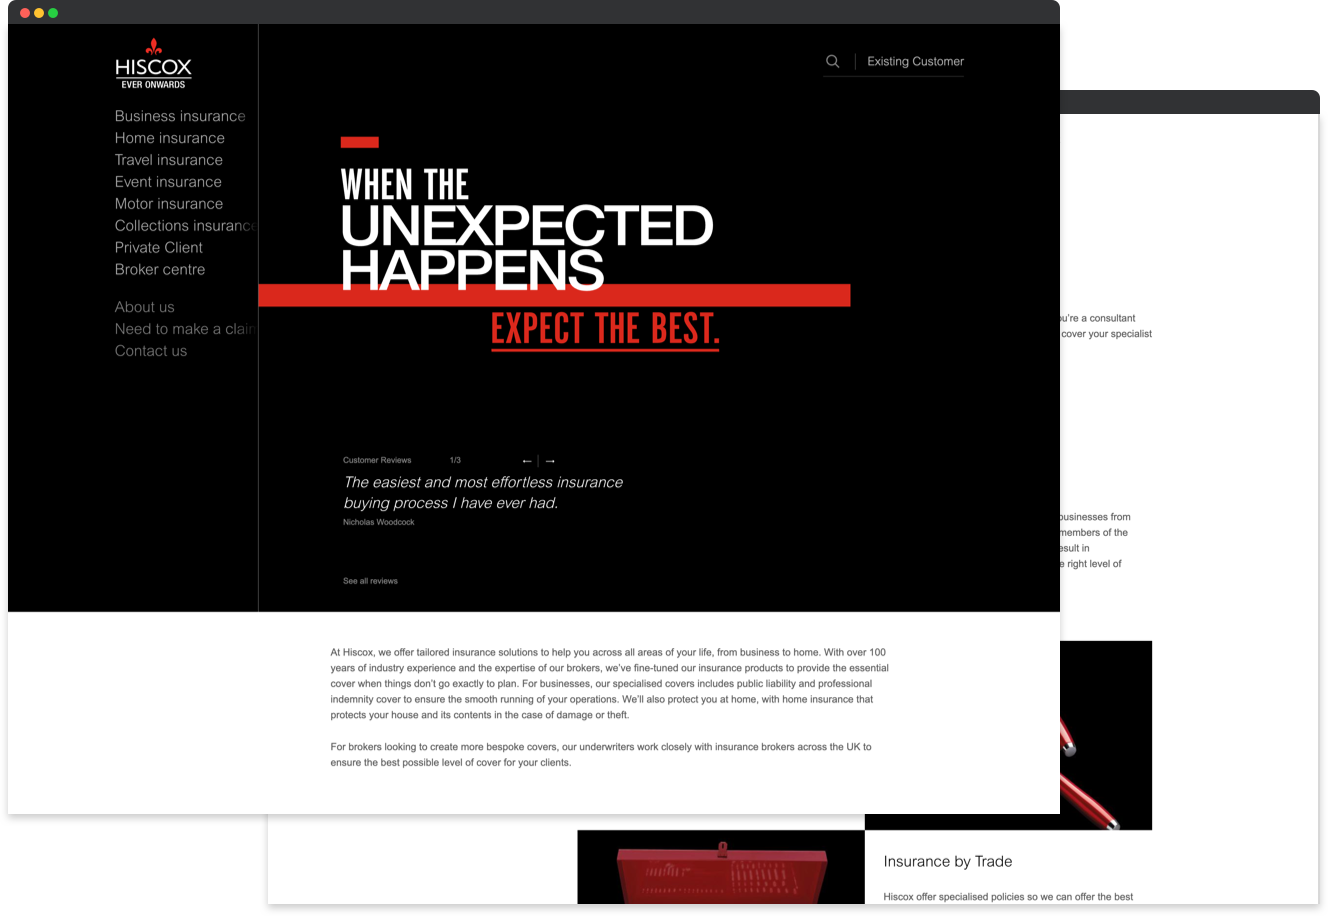 HISCOX
EVER ONWARDS
Business insurance
Home insurance
Travel insurance
Event insurance
Motor insurance
Collections insurance
Private Client
Broker centre
About us
Need to make a claim
Contact us
Existing Customer
WHEN THE
UNEXPECTED
HAPPENS
EXPECT THE BEST.
Customer Reviews 1/3 ← | →
The easiest and most effortless insurance
buying process I have ever had.
Nicholas Woodcock
See all reviews
At Hiscox, we offer tailored insurance solutions to help you across all areas of your life, from business to home. With over 100
years of industry experience and the expertise of our brokers, we’ve fine-tuned our insurance products to provide the essential
cover when things don’t go exactly to plan. For businesses, our specialised covers includes public liability and professional
indemnity cover to ensure the smooth running of your operations. We’ll also protect you at home, with home insurance that
protects your house and its contents in the case of damage or theft.
For brokers looking to create more bespoke covers, our underwriters work closely with insurance brokers across the UK to
ensure the best possible level of cover for your clients.
u’re a consultant
cover your specialist
businesses from
members of the
esult in
e right level of
Insurance by Trade
Hiscox offer specialised policies so we can offer the best